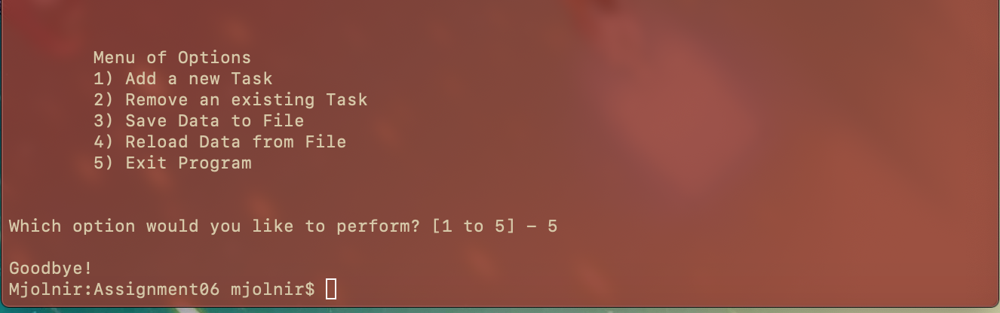 Menu of Options
1) Add a new Task
2) Remove an existing Task
3) Save Data to File
4) Reload Data from File
5) Exit Program
Which option would you like to perform? [1 to 5] – 5
Goodbye!
Mjolnir:Assignment06 mjolnir$